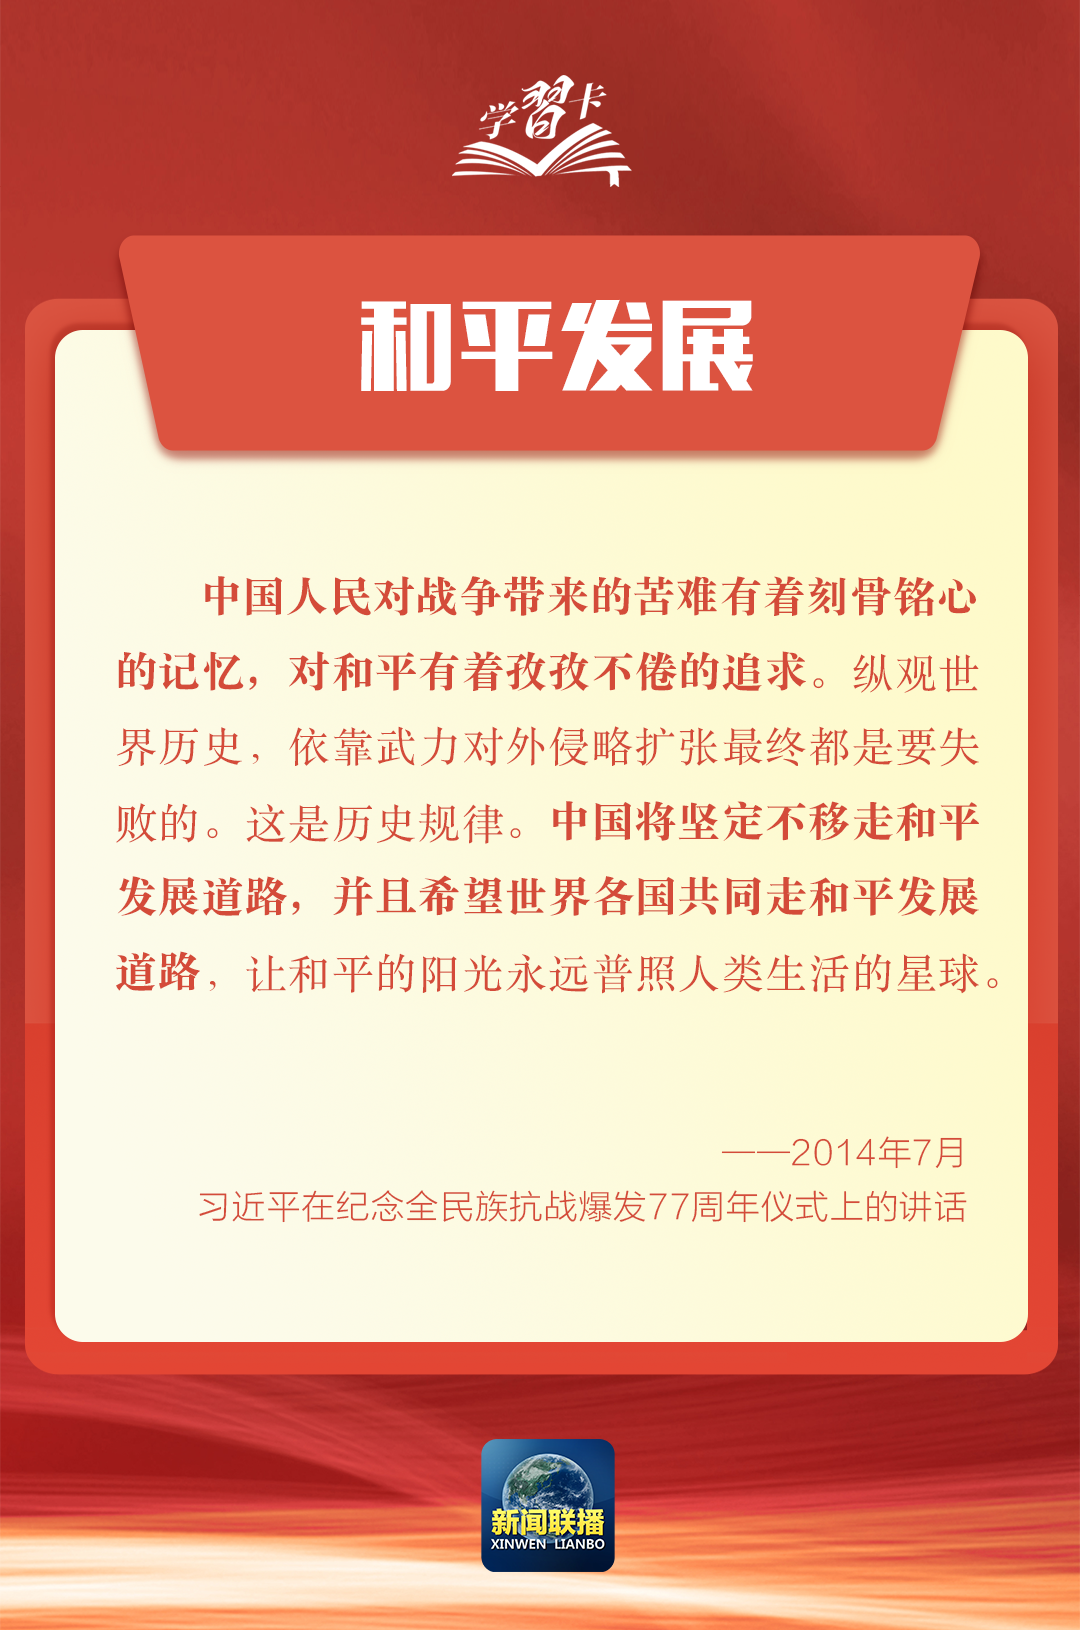 学習卡
和平发展
中国人民对战争带来的苦难有着刻骨铭心
的记忆，对和平有着孜孜不倦的追求。纵观世
界历史，依靠武力对外侵略扩张最终都是要失
败的。这是历史规律。中国将坚定不移走和平
发展道路，并且希望世界各国共同走和平发展
道路，让和平的阳光永远普照人类生活的星球。
——2014年7月
习近平在纪念全民族抗战爆发77周年仪式上的讲话
新闻联播
XINWEN LIANBO